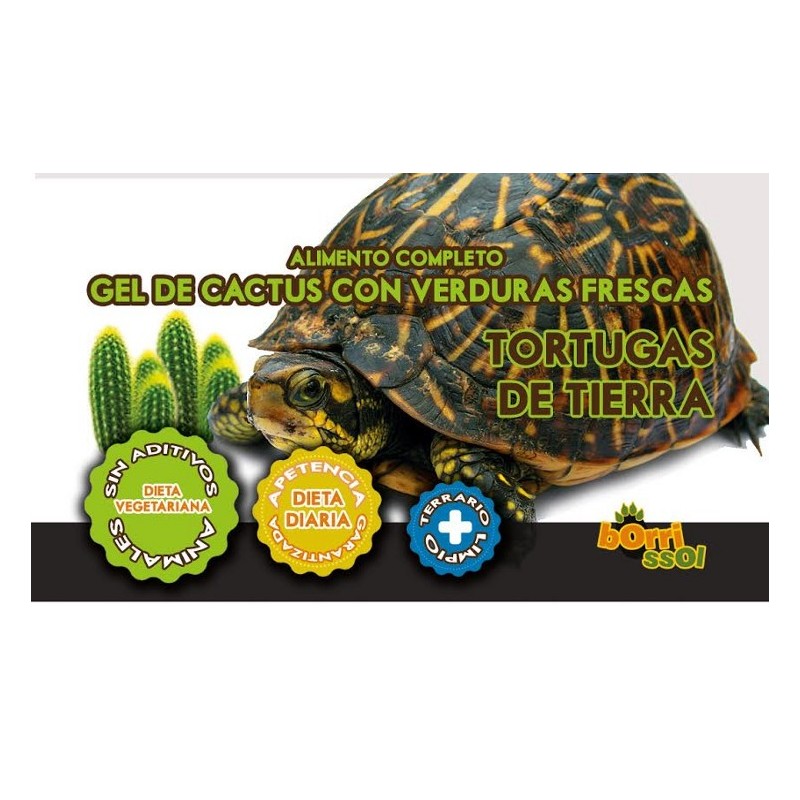 ALIMENTO COMPLETO
GEL DE CACTUS CON VERDURAS FRESCAS
TORTUGAS
DE TIERRA
SIN ADITIVOS
DIETA
VEGETARIANA
ANIMALES
APETENCIA
DIETA
DIARIA
GARANTIZADA
TERRARIO
LIMPIO
bOrri
ssOl